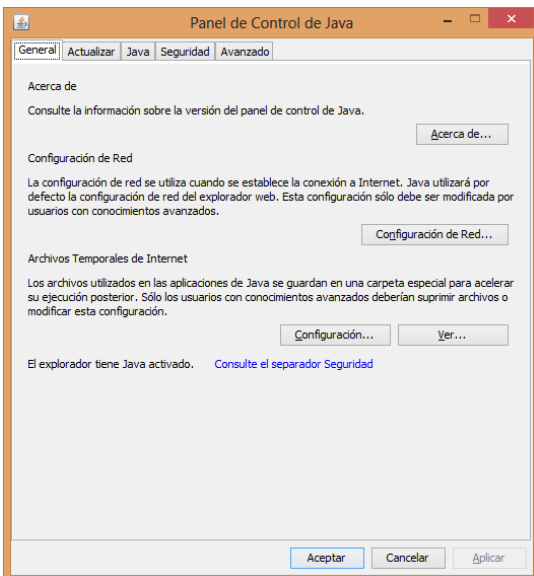 Panel de Control de Java
General Actualizar Java Seguridad Avanzado
Acerca de
Consulte la información sobre la versión del panel de control de Java.
Acerca de...
Configuración de Red
La configuración de red se utiliza cuando se establece la conexión a Internet. Java utilizará por
defecto la configuración de red del explorador web. Esta configuración sólo debe ser modificada por
usuarios con conocimientos avanzados.
Configuración de Red...
Archivos Temporales de Internet
Los archivos utilizados en las aplicaciones de Java se guardan en una carpeta especial para acelerar
su ejecución posterior. Sólo los usuarios con conocimientos avanzados deberían suprimir archivos o
modificar esta configuración.
Configuración... Ver...
El explorador tiene Java activado. Consulte el separador Seguridad
Aceptar Cancelar Aplicar